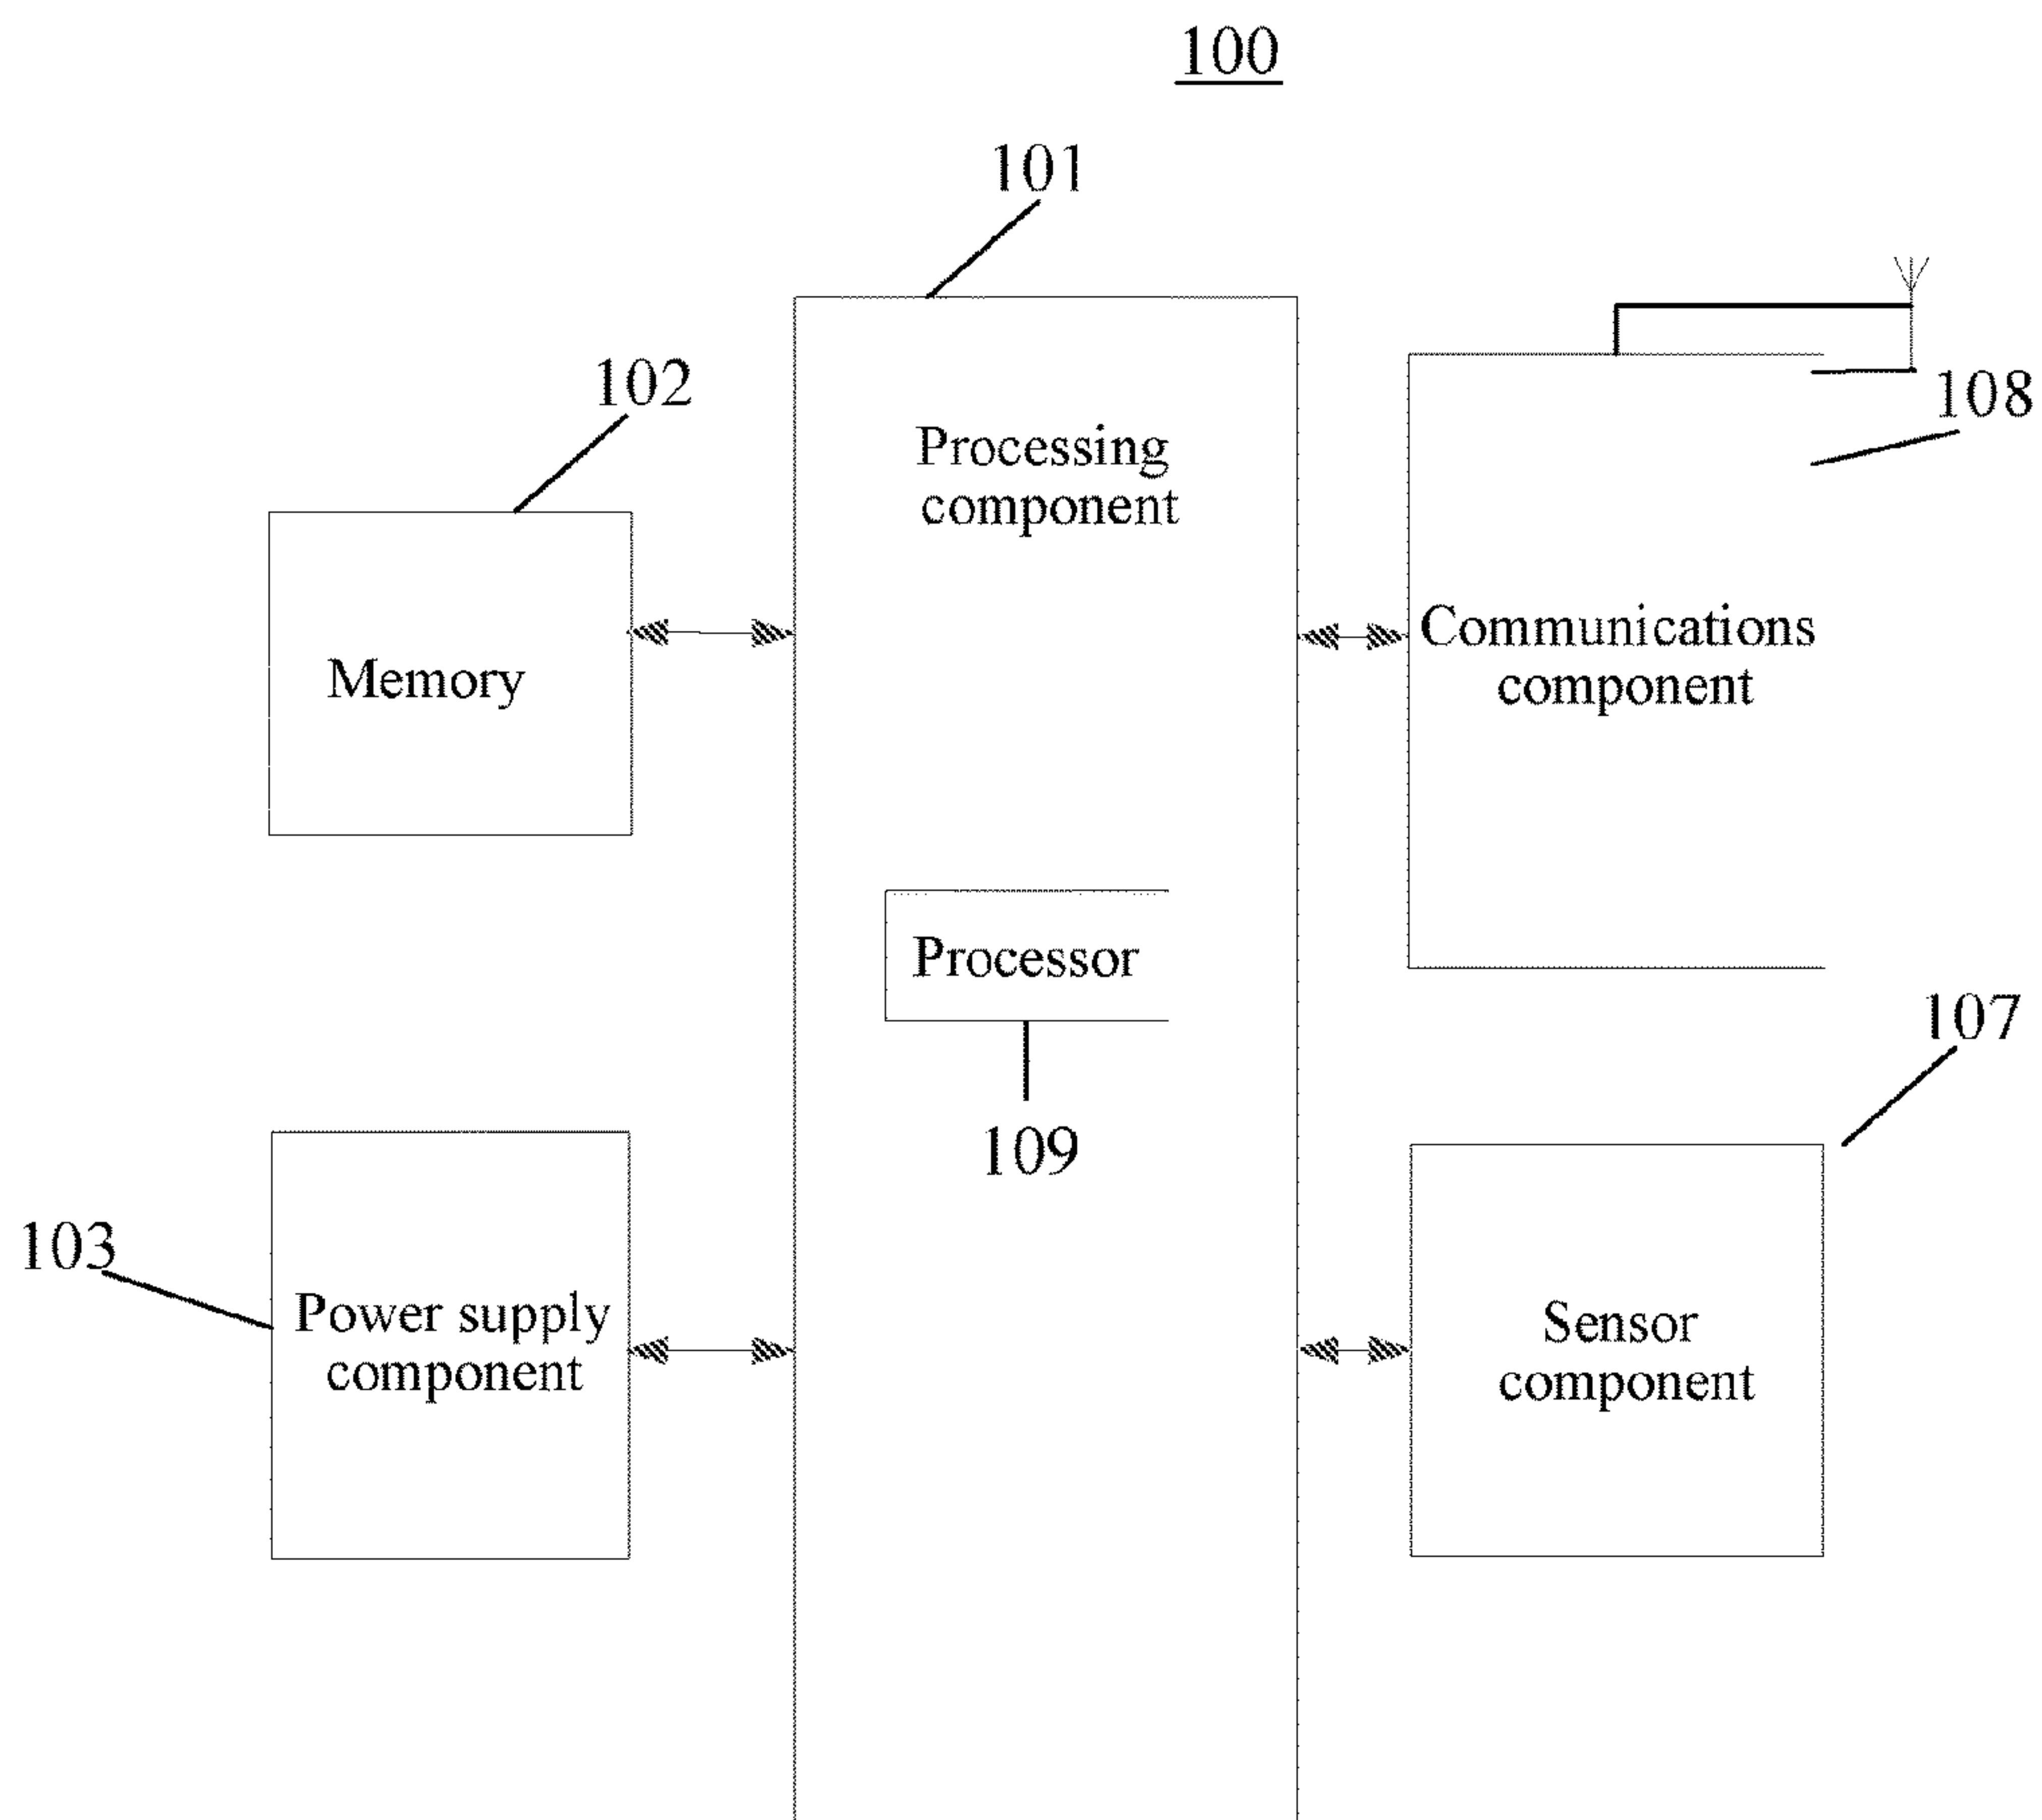 100
101
102
108
Processing
component
Communications
component
Memory
Processor
107
109
103
Power supply
component
Sensor
component